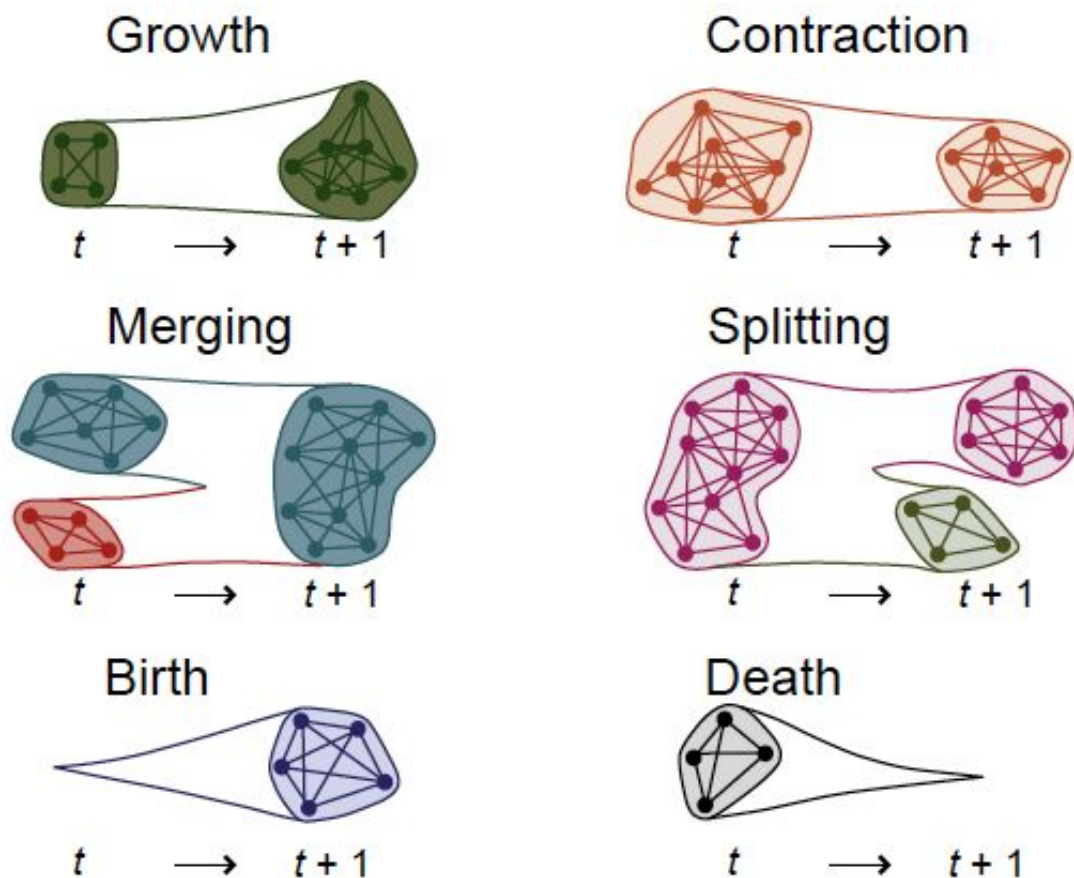 Growth
t → t + 1
Contraction
t → t + 1
Merging
t → t + 1
Splitting
t → t + 1
Birth
t → t + 1
Death
t → t + 1